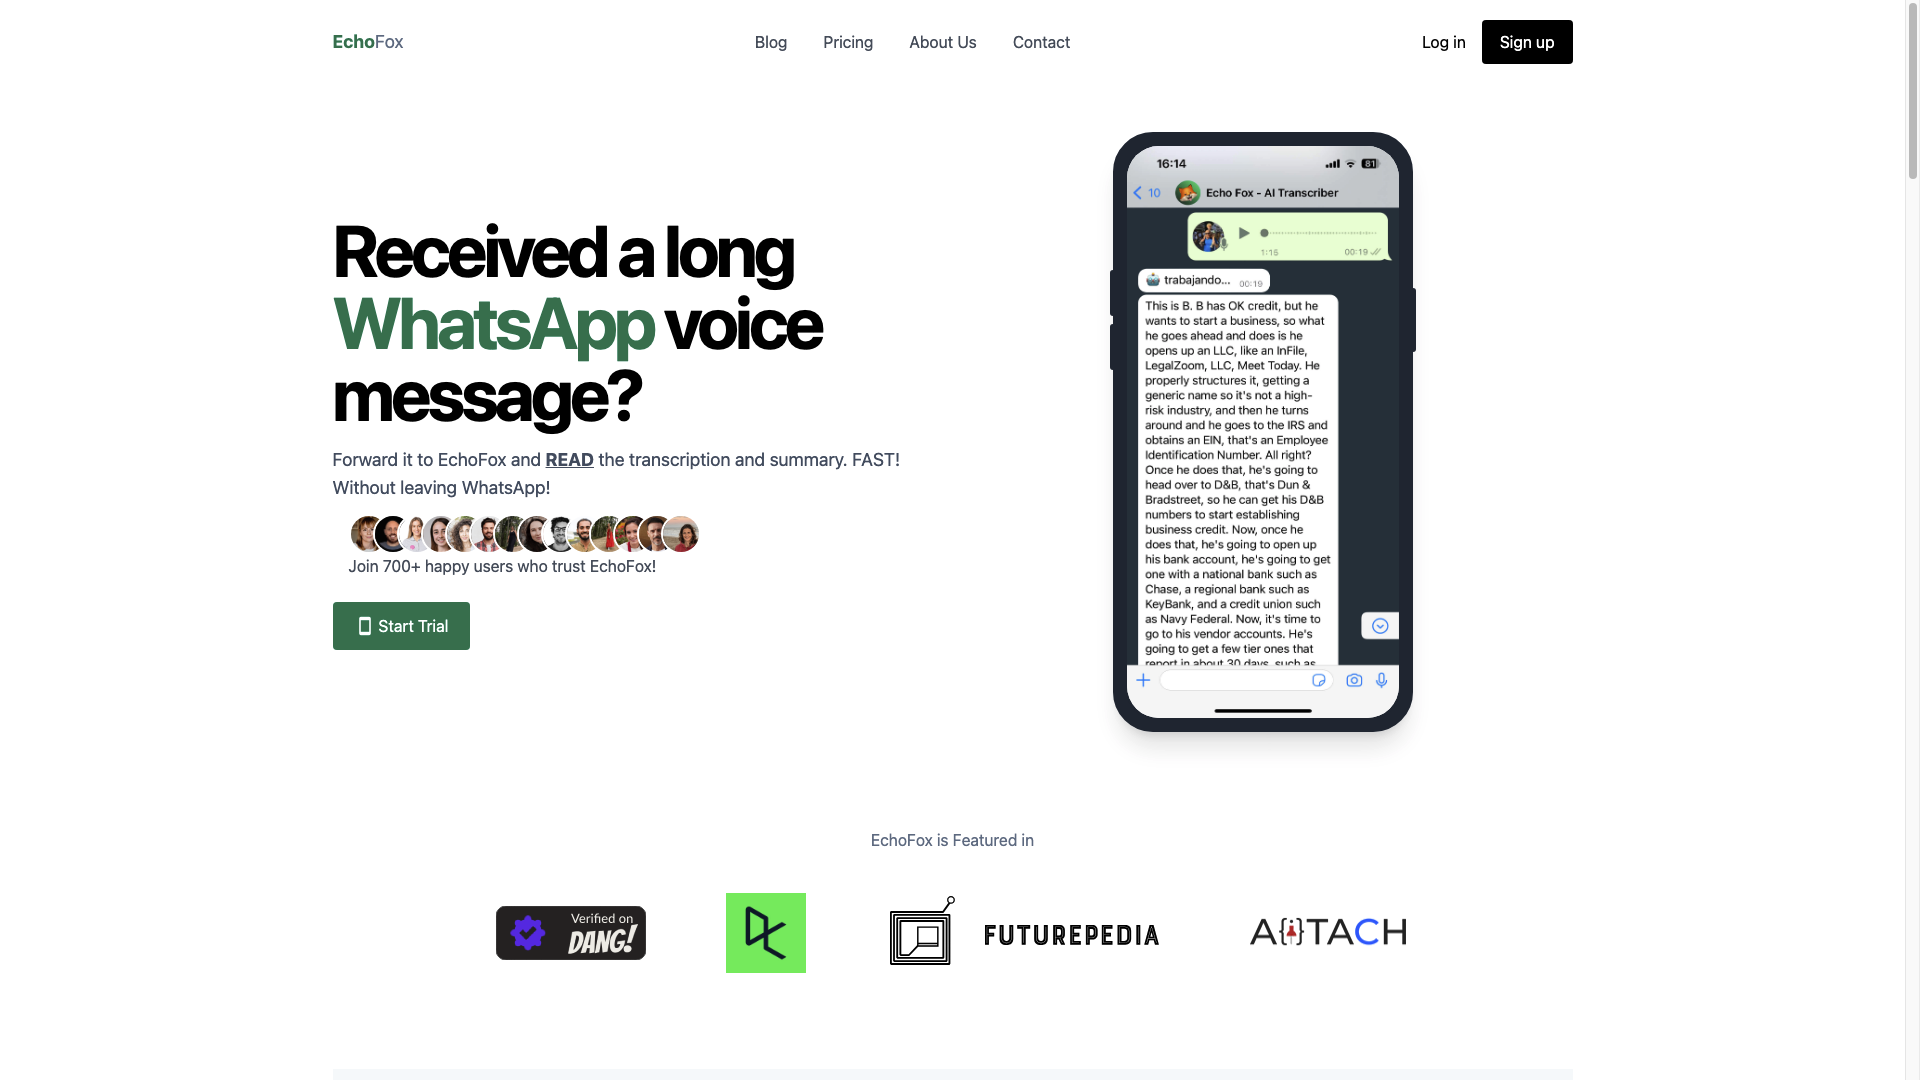 EchoFox
Blog
Pricing
About Us
Contact
Log in
Sign up
Received a long
WhatsApp voice
message?
Forward it to EchoFox and READ the transcription and summary. FAST!
Without leaving WhatsApp!
Join 700+ happy users who trust EchoFox!
Start Trial
16:14
81
10
Echo Fox - AI Transcriber
1:15
00:19
trabajando...
00:19
This is B. B has OK credit, but he
wants to start a business, so what
he goes ahead and does is he
opens up an LLC, like an InFile,
LegalZoom, LLC, Meet Today. He
properly structures it, getting a
generic name so it's not a high-
risk industry, and then he turns
around and he goes to the IRS and
obtains an EIN, that's an Employee
Identification Number. All right?
Once he does that, he's going to
head over to D&B, that's Dun &
Bradstreet, so he can get his D&B
numbers to start establishing
business credit. Now, once he
does that, he's going to open up
his bank account, he's going to get
one with a national bank such as
Chase, a regional bank such as
KeyBank, and a credit union such
as Navy Federal. Now, it's time to
go to his vendor accounts. He's
going to get a few tier ones that
report in about 30 days, such as
EchoFox is Featured in
Verified on
DANG!
FUTUREPEDIA
AI TACH